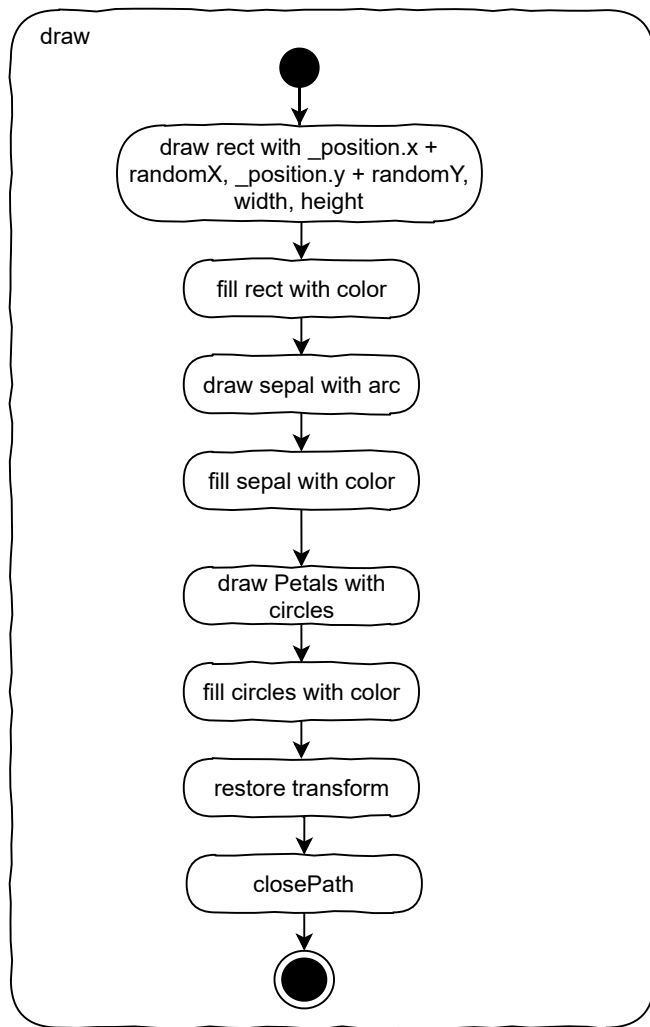 draw
draw rect with _position.x +
randomX, _position.y + randomY,
width, height
fill rect with color
draw sepal with arc
fill sepal with color
draw Petals with
circles
fill circles with color
restore transform
closePath